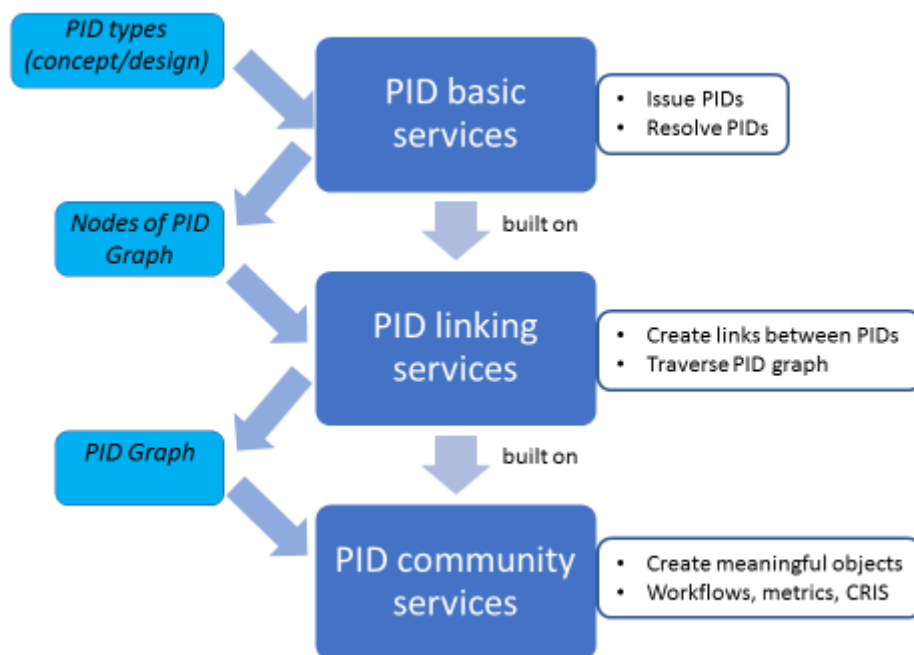 PID types
(concept/design)
PID basic
services
• Issue PIDs
• Resolve PIDs
built on
Nodes of PID
Graph
PID linking
services
• Create links between PIDs
• Traverse PID graph
built on
PID Graph
PID community
services
• Create meaningful objects
• Workflows, metrics, CRIS